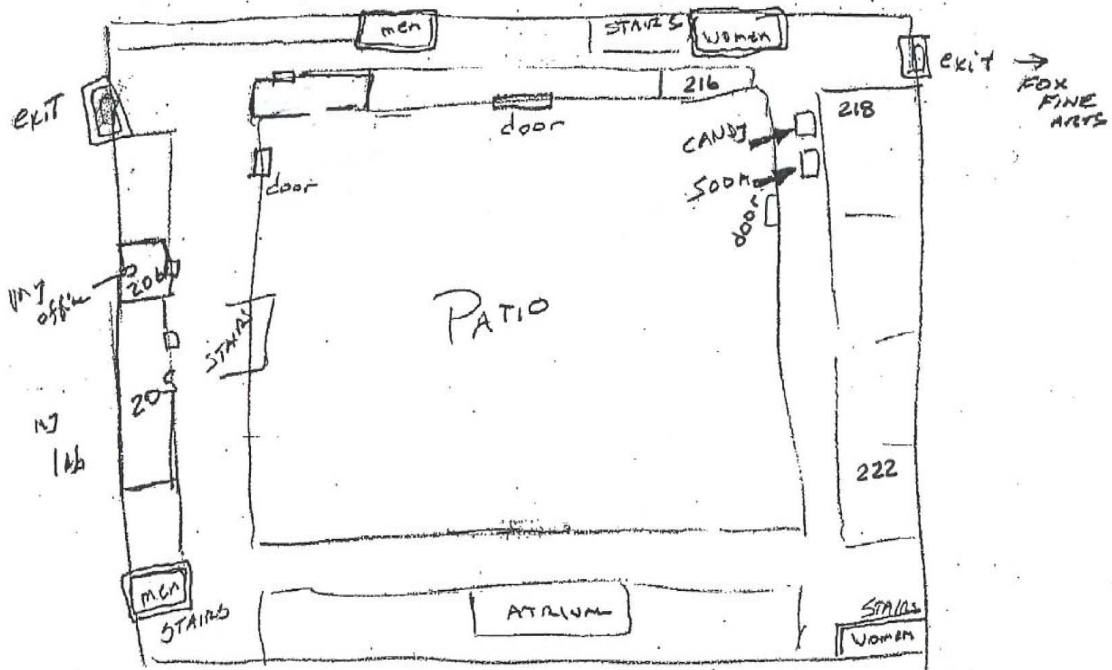 men
STAIRS
WOMEN
exit
exit →
FOX
FINE
ARTS
216
218
door
CANDY
SODA
door
door
206
my
office
PATIO
STAIRS
my
lab
222
men
STAIRS
ATRIUM
STAIRS
WOMEN